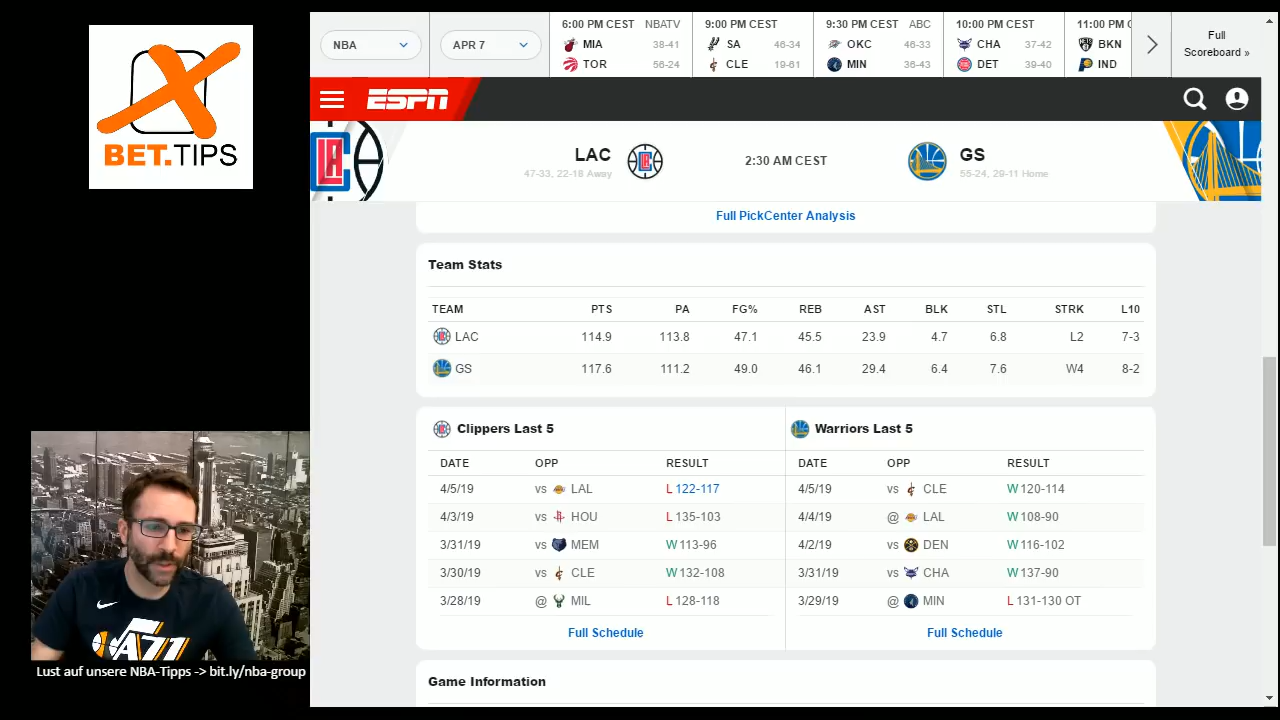 BET.TIPS
NBA
APR 7
6:00 PM CEST NBATV
MIA 38-41
TOR 56-24
9:00 PM CEST
SA 46-34
CLE 19-61
9:30 PM CEST ABC
OKC 46-33
MIN 36-43
10:00 PM CEST
CHA 37-42
DET 39-40
11:00 PM C
BKN
IND
Full
Scoreboard »
ESPN
LAC
47-33, 22-18 Away
2:30 AM CEST
GS
55-24, 29-11 Home
Full PickCenter Analysis
Team Stats
TEAM PTS PA FG% REB AST BLK STL STRK L10
LAC 114.9 113.8 47.1 45.5 23.9 4.7 6.8 L2 7-3
GS 117.6 111.2 49.0 46.1 29.4 6.4 7.6 W4 8-2
Clippers Last 5
DATE OPP RESULT
4/5/19 vs LAL L 122-117
4/3/19 vs HOU L 135-103
3/31/19 vs MEM W 113-96
3/30/19 vs CLE W 132-108
3/28/19 @ MIL L 128-118
Full Schedule
Warriors Last 5
DATE OPP RESULT
4/5/19 vs CLE W 120-114
4/4/19 @ LAL W 108-90
4/2/19 vs DEN W 116-102
3/31/19 vs CHA W 137-90
3/29/19 @ MIN L 131-130 OT
Full Schedule
Game Information
Lust auf unsere NBA-Tipps -> bit.ly/nba-group